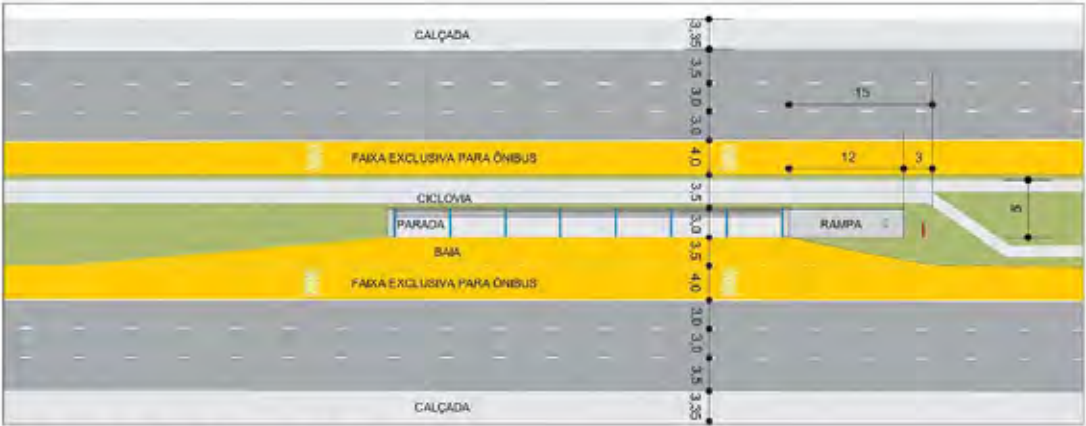 CALÇADA
3,35
3,5
3,0
3,0
15
FAIXA EXCLUSIVA PARA ÔNIBUS
4,0
12
3
CICLOVIA
3,5
PARADA
3,0
RAMPA
5
BAIA
3,5
FAIXA EXCLUSIVA PARA ÔNIBUS
4,0
3,0
3,0
3,5
CALÇADA
3,35